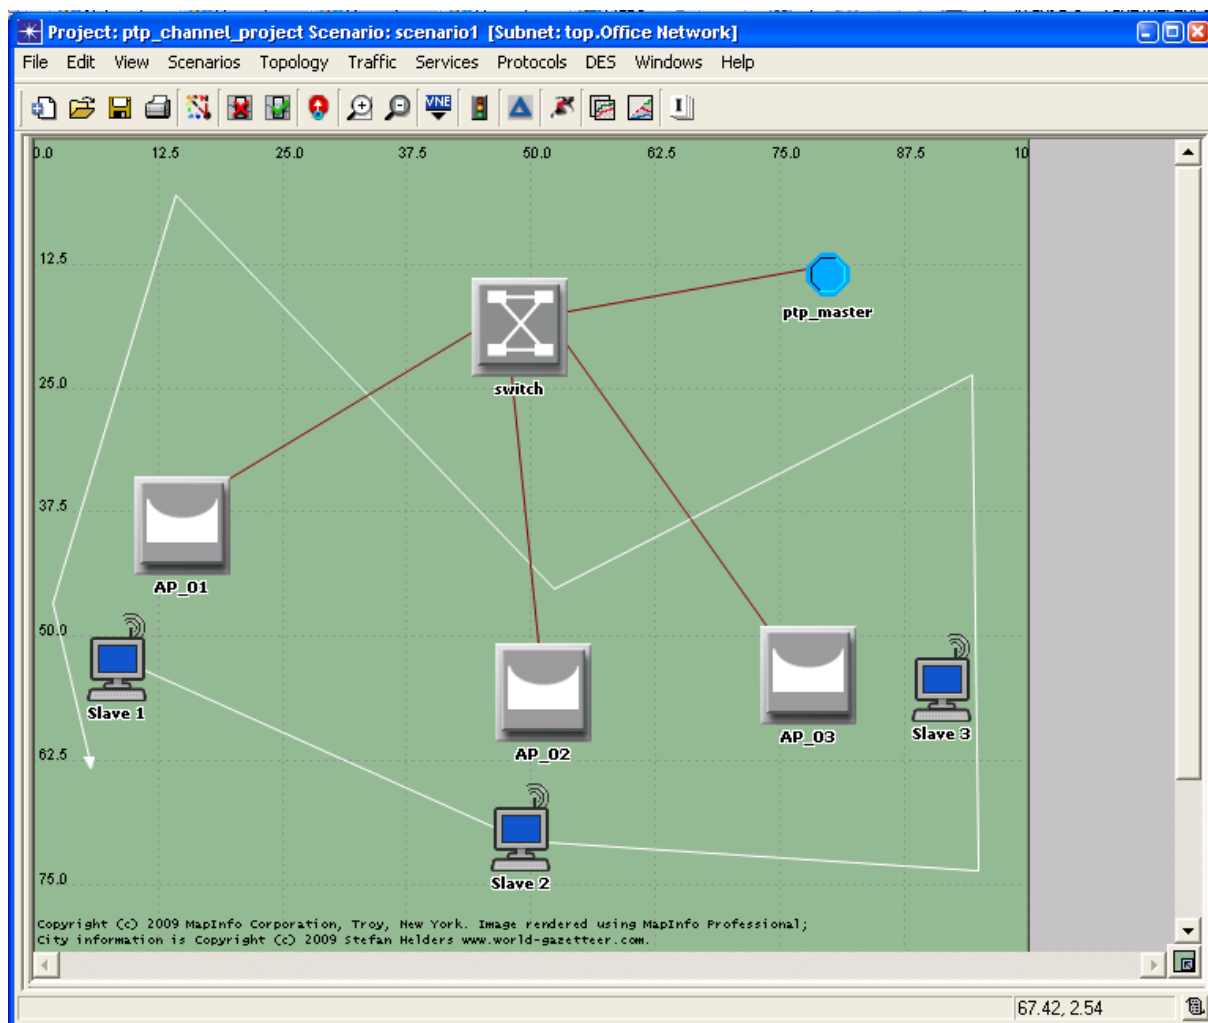 Project: ptp_channel_project Scenario: scenario1 [Subnet: top.Office Network]
File Edit View Scenarios Topology Traffic Services Protocols DES Windows Help
VNE
0.0 12.5 25.0 37.5 50.0 62.5 75.0 87.5 10
12.5
ptp_master
25.0
switch
37.5
AP_01
50.0
Slave 1
Slave 3
AP_03
62.5
AP_02
75.0
Slave 2
Copyright (c) 2009 MapInfo Corporation, Troy, New York. Image rendered using MapInfo Professional;
City information is Copyright (c) 2009 Stefan Helders www.world-gazetteer.com.
67.42, 2.54